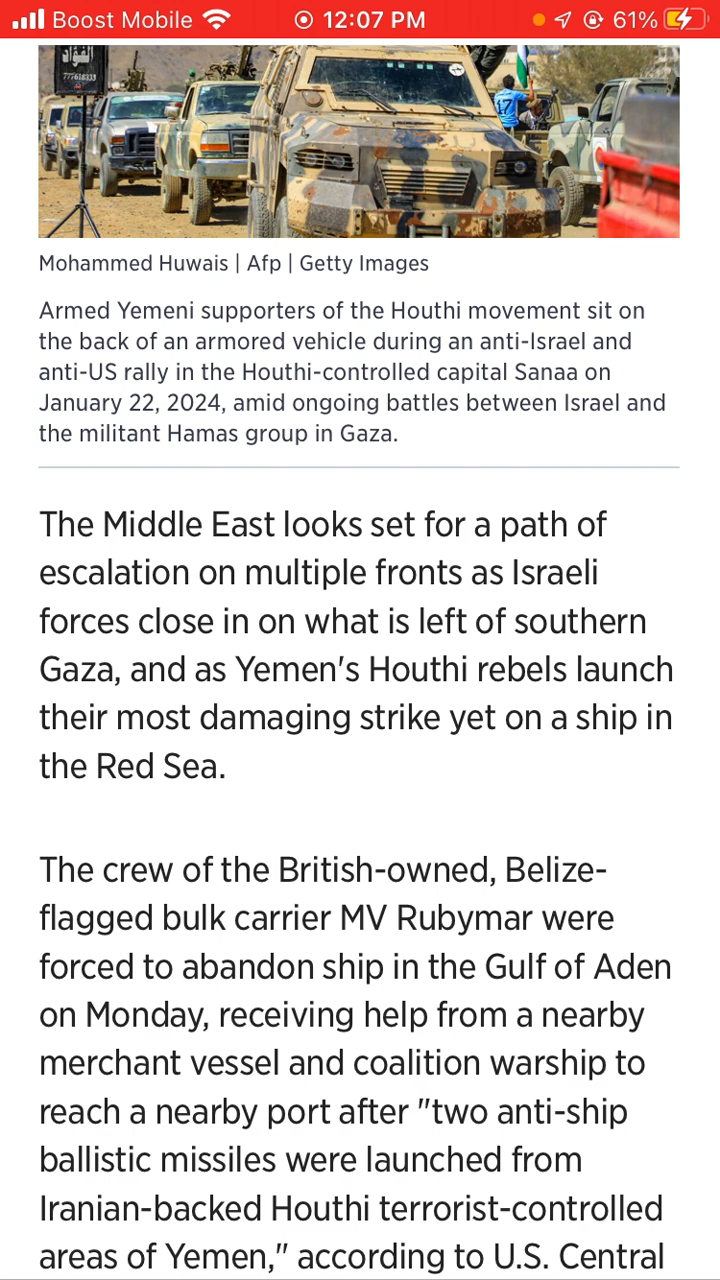 Boost Mobile 12:07 PM 61%
777618333
17
Mohammed Huwais | Afp | Getty Images
Armed Yemeni supporters of the Houthi movement sit on
the back of an armored vehicle during an anti-Israel and
anti-US rally in the Houthi-controlled capital Sanaa on
January 22, 2024, amid ongoing battles between Israel and
the militant Hamas group in Gaza.
The Middle East looks set for a path of
escalation on multiple fronts as Israeli
forces close in on what is left of southern
Gaza, and as Yemen's Houthi rebels launch
their most damaging strike yet on a ship in
the Red Sea.
The crew of the British-owned, Belize-
flagged bulk carrier MV Rubymar were
forced to abandon ship in the Gulf of Aden
on Monday, receiving help from a nearby
merchant vessel and coalition warship to
reach a nearby port after "two anti-ship
ballistic missiles were launched from
Iranian-backed Houthi terrorist-controlled
areas of Yemen," according to U.S. Central